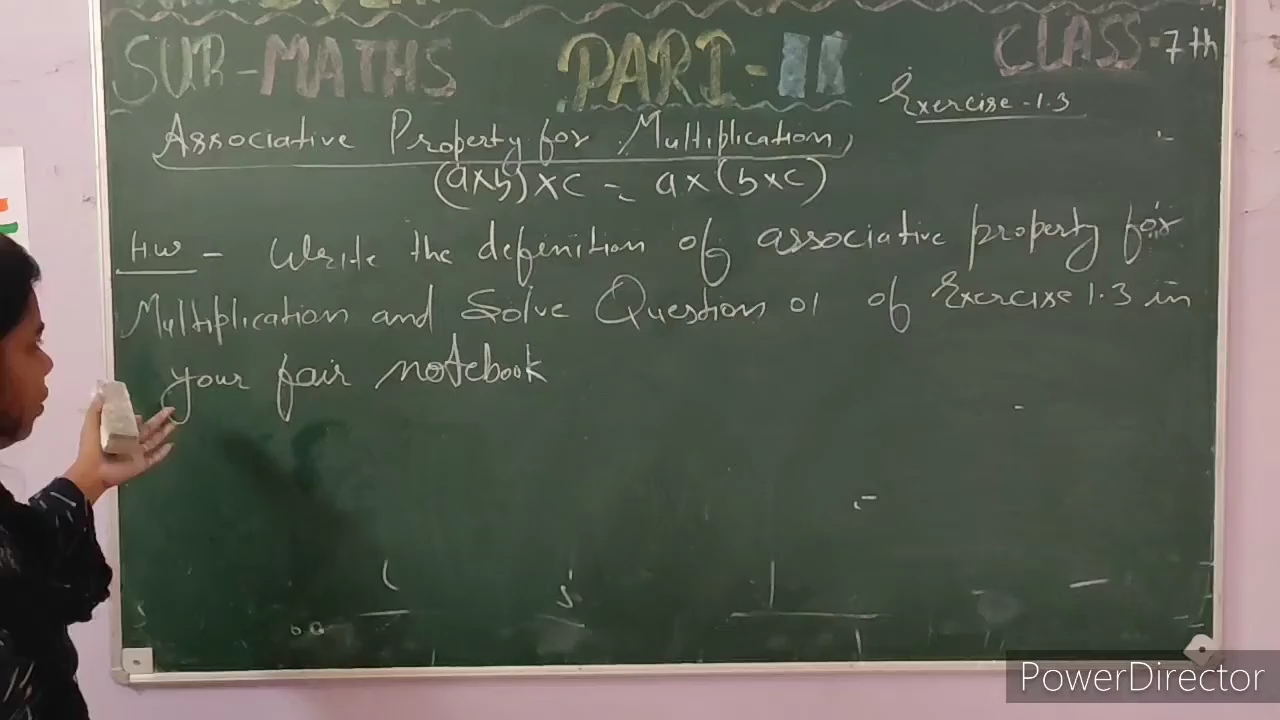 SUB-MATHS PART-II CLASS-7th
Exercise-1.3
Associative Property for Multiplication,
(a×b)×c = a×(b×c)
HW - Write the defenition of associative property for
Multiplication and Solve Question 01 of Exercise 1.3 in
your fair notebook
PowerDirector